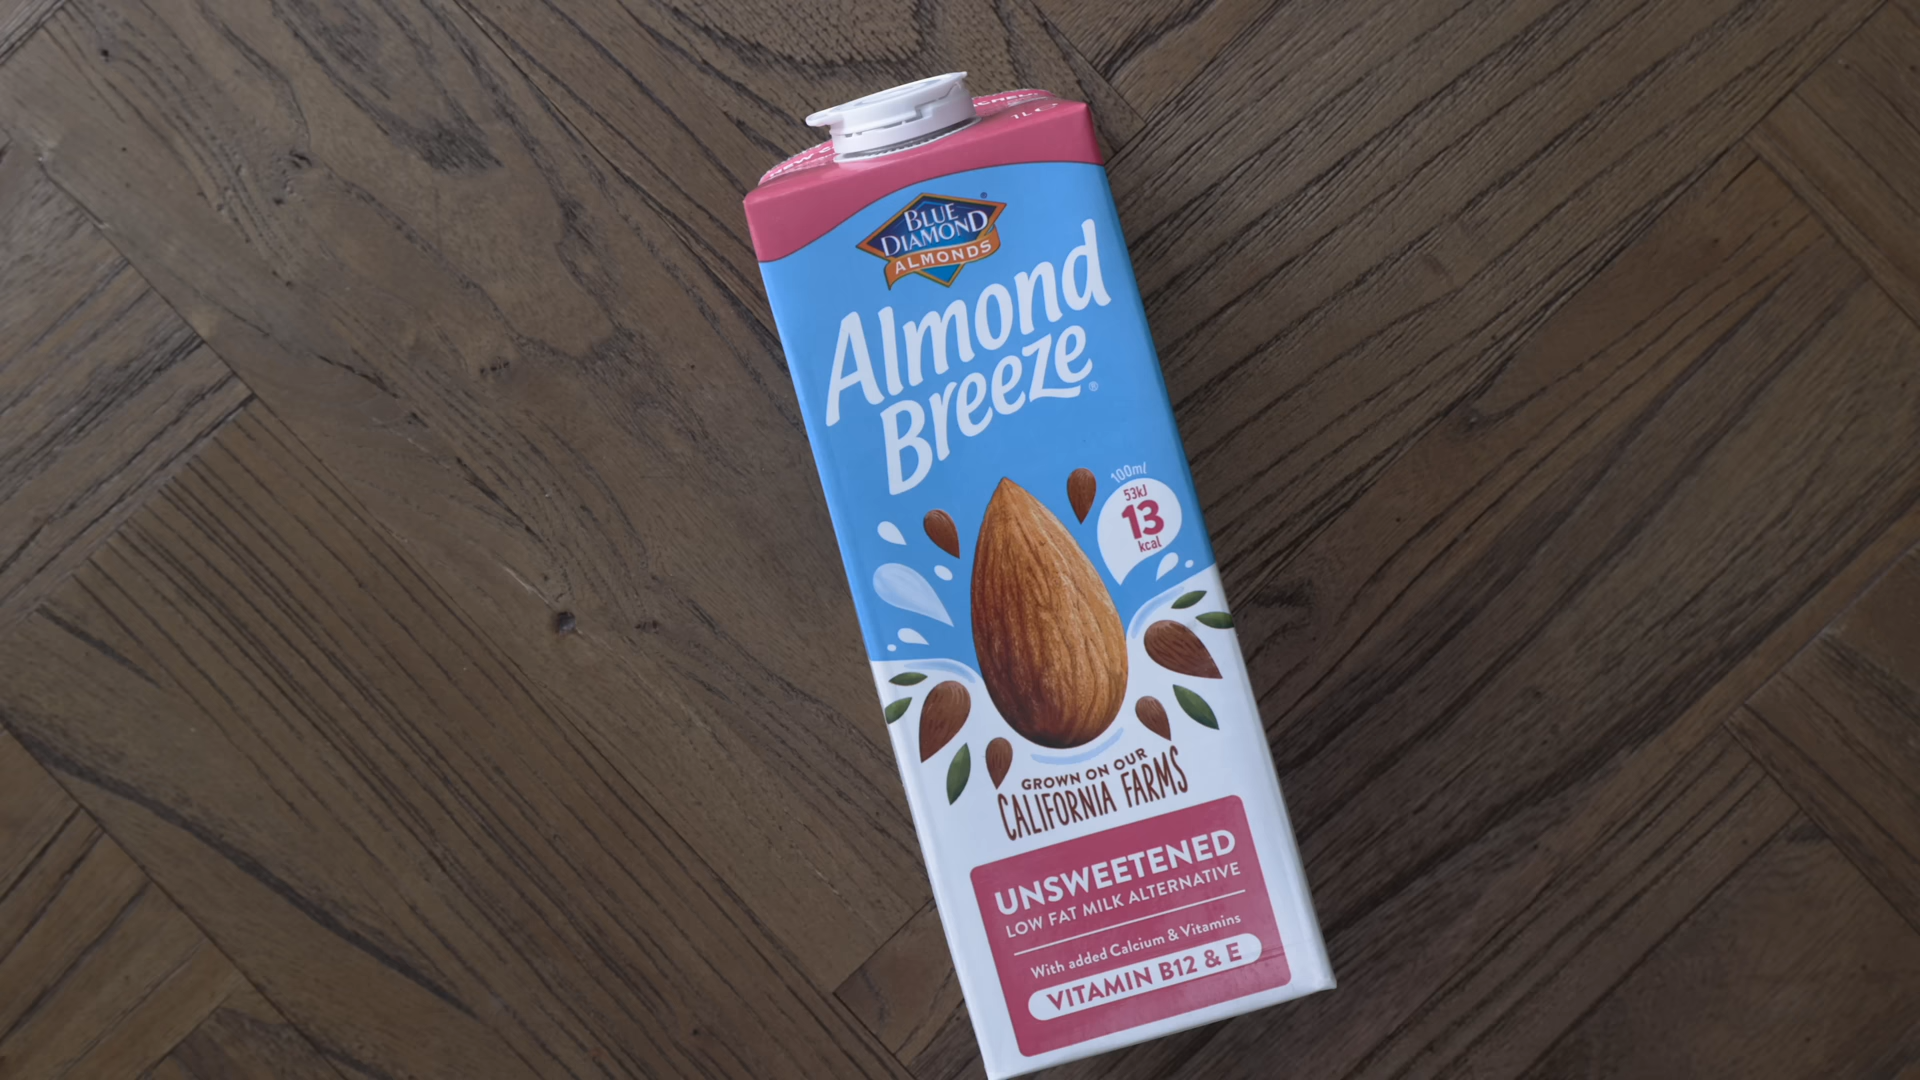 1L e
BLUE
DIAMOND
ALMONDS
Almond
Breeze®
100ml
53kJ
13
kcal
GROWN ON OUR
CALIFORNIA FARMS
UNSWEETENED
LOW FAT MILK ALTERNATIVE
With added Calcium & Vitamins
VITAMIN B12 & E